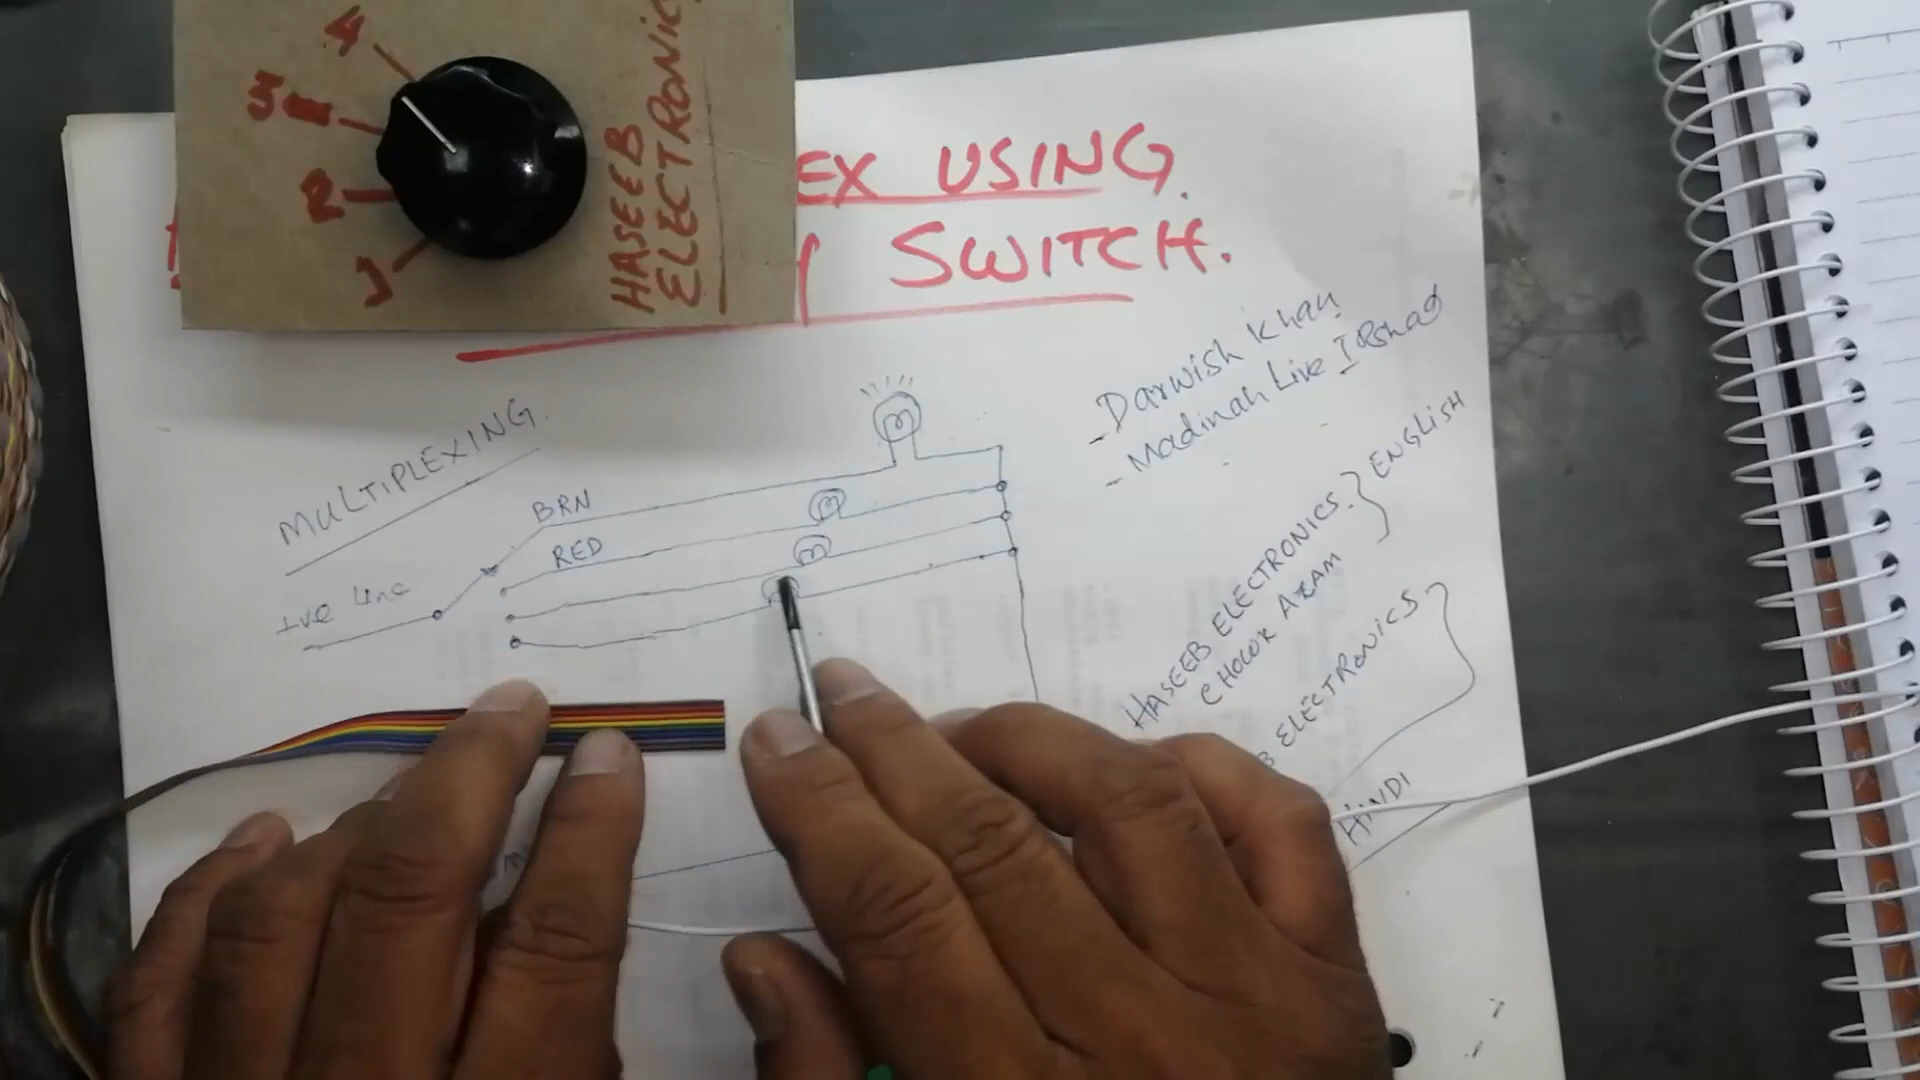 4
3
2
1
HASEEB
ELECTRONIC
EX USING.
SWITCH.
- Darwish Khan
- Madinah Live Irshad
MULTIPLEXING.
BRN
RED
+ve Line
HASEEB ELECTRONICS.
CHOWK AZAM
ENGLISH
B ELECTRONICS.
HINDI